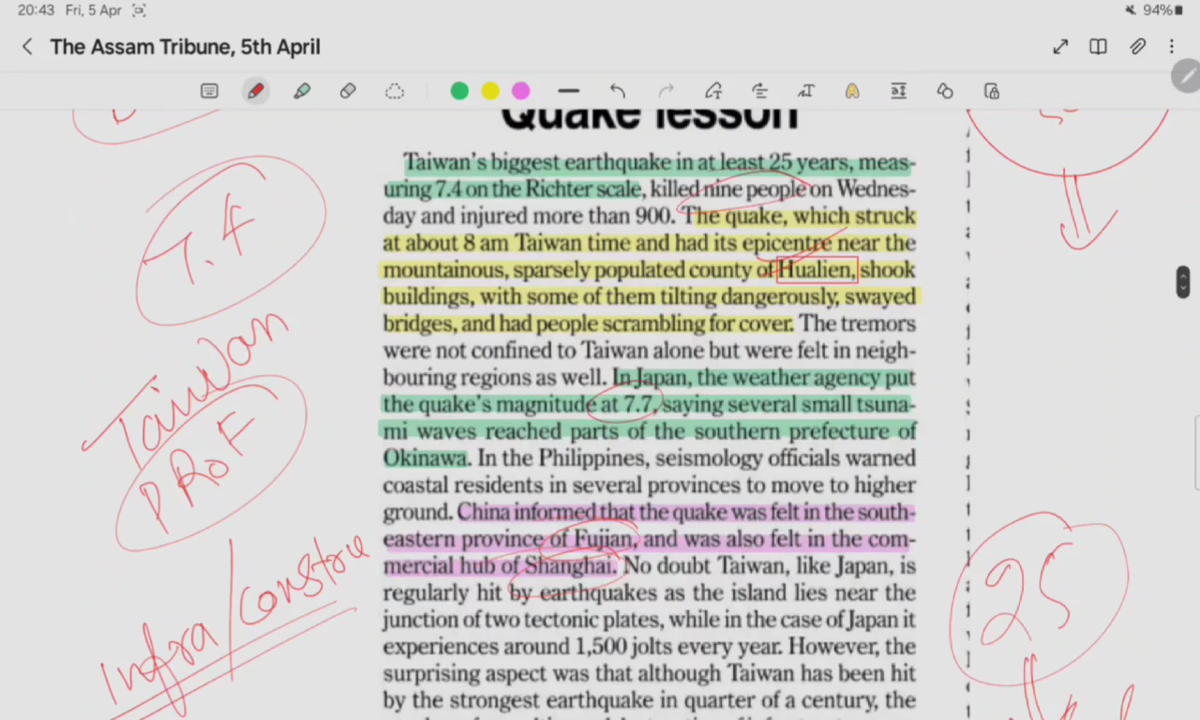 20:43 Fri, 5 Apr
94%
The Assam Tribune, 5th April
Quake lesson
Taiwan's biggest earthquake in at least 25 years, meas-
uring 7.4 on the Richter scale, killed nine people on Wednes-
day and injured more than 900. The quake, which struck
at about 8 am Taiwan time and had its epicentre near the
mountainous, sparsely populated county of Hualien, shook
buildings, with some of them tilting dangerously, swayed
bridges, and had people scrambling for cover. The tremors
were not confined to Taiwan alone but were felt in neigh-
bouring regions as well. In Japan, the weather agency put
the quake's magnitude at 7.7, saying several small tsuna-
mi waves reached parts of the southern prefecture of
Okinawa. In the Philippines, seismology officials warned
coastal residents in several provinces to move to higher
ground. China informed that the quake was felt in the south-
eastern province of Fujian, and was also felt in the com-
mercial hub of Shanghai. No doubt Taiwan, like Japan, is
regularly hit by earthquakes as the island lies near the
junction of two tectonic plates, while in the case of Japan it
experiences around 1,500 jolts every year. However, the
surprising aspect was that although Taiwan has been hit
by the strongest earthquake in quarter of a century, the
7.4
Taiwan
PROF
Infra/constru
25